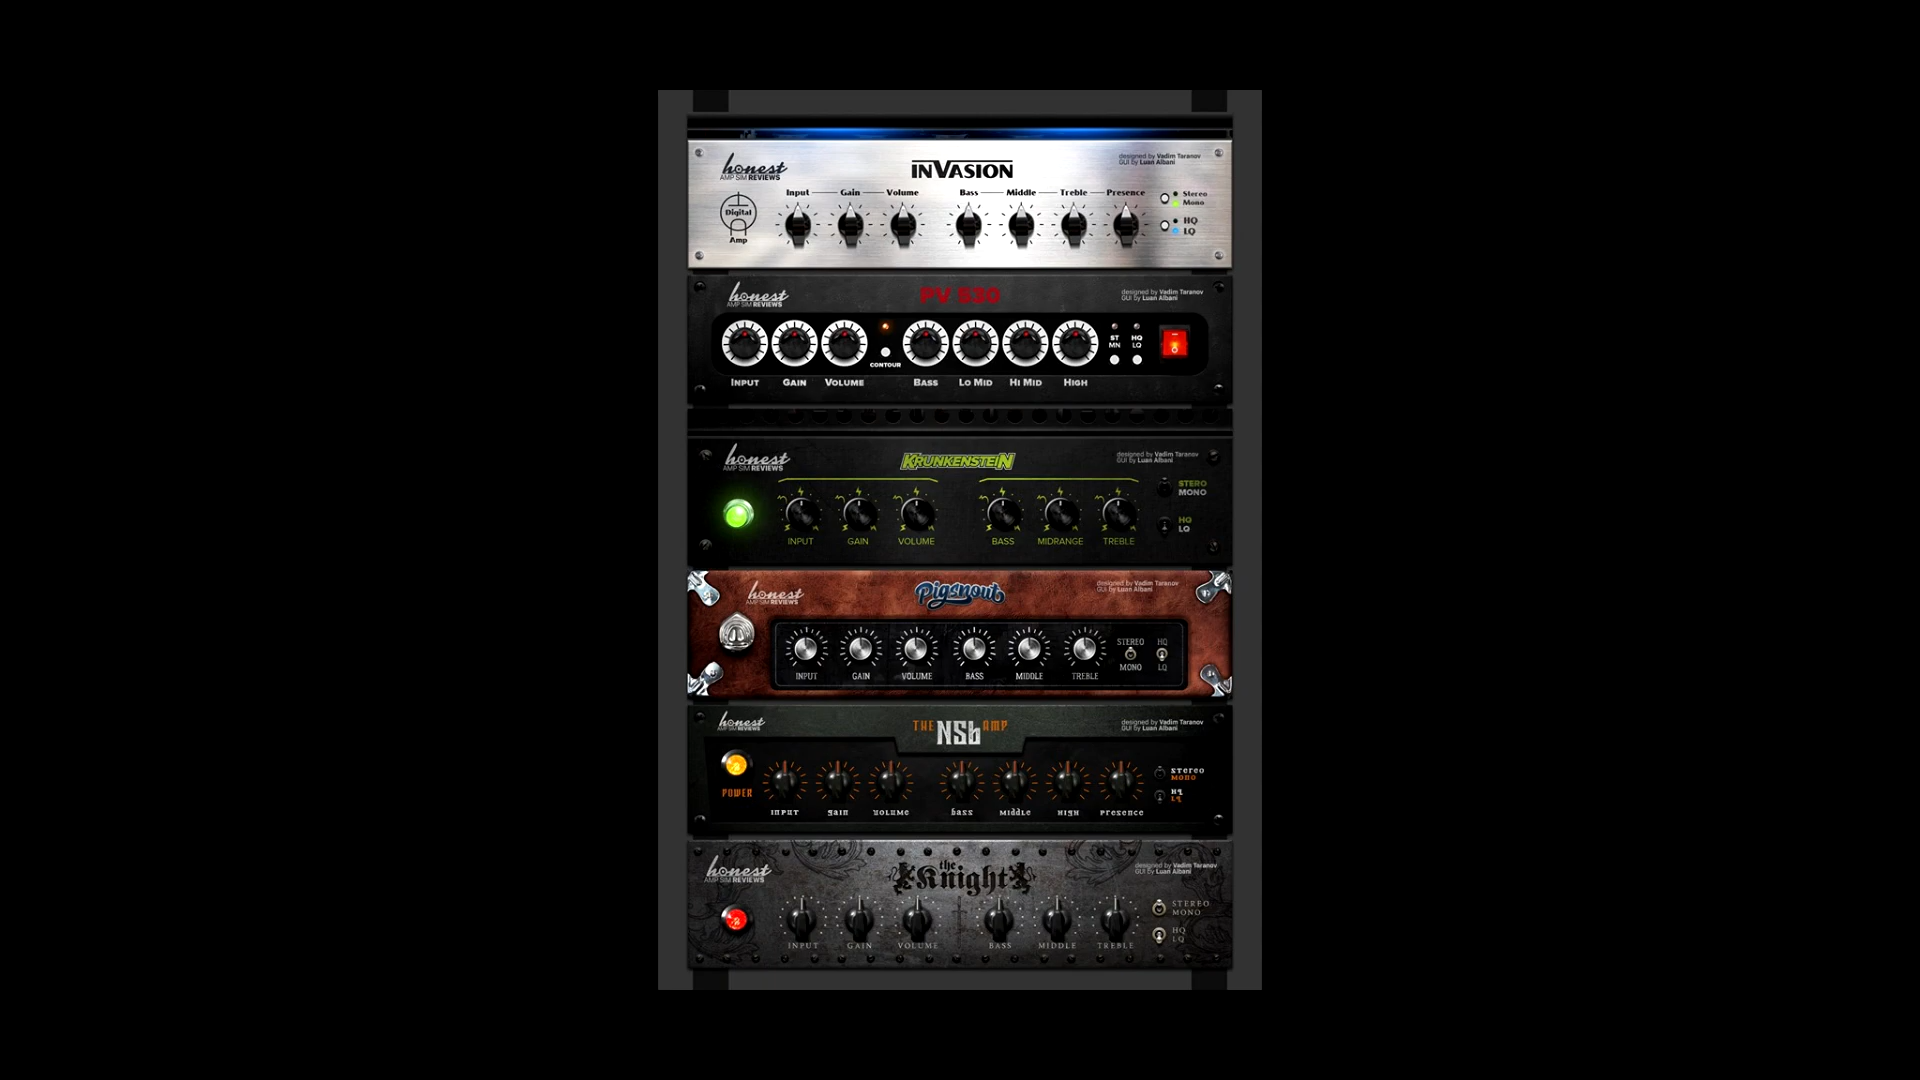 honest
AMP SIM REVIEWS
INVASION
designed by Vadim Taranov
GUI by Luan Albani
Input Gain Volume Bass Middle Treble Presence
Digital
Amp
Stereo
Mono
HQ
LQ
honest
AMP SIM REVIEWS
PV 530
designed by Vadim Taranov
GUI by Luan Albani
ST
MN
HQ
LQ
CONTOUR
INPUT GAIN VOLUME BASS LO MID HI MID HIGH
honest
AMP SIM REVIEWS
KRUNKENSTEIN
designed by Vadim Taranov
GUI by Luan Albani
STERO
MONO
HQ
LQ
INPUT GAIN VOLUME BASS MIDRANGE TREBLE
honest
AMP SIM REVIEWS
Pigsnout
designed by Vadim Taranov
GUI by Luan Albani
STEREO
MONO
HQ
LQ
INPUT GAIN VOLUME BASS MIDDLE TREBLE
honest
AMP SIM REVIEWS
THE NSb AMP
designed by Vadim Taranov
GUI by Luan Albani
POWER
Stereo
Mono
HQ
LQ
input gain volume bass middle high presence
honest
AMP SIM REVIEWS
the Knight
designed by Vadim Taranov
GUI by Luan Albani
STEREO
MONO
HQ
LQ
INPUT GAIN VOLUME BASS MIDDLE TREBLE